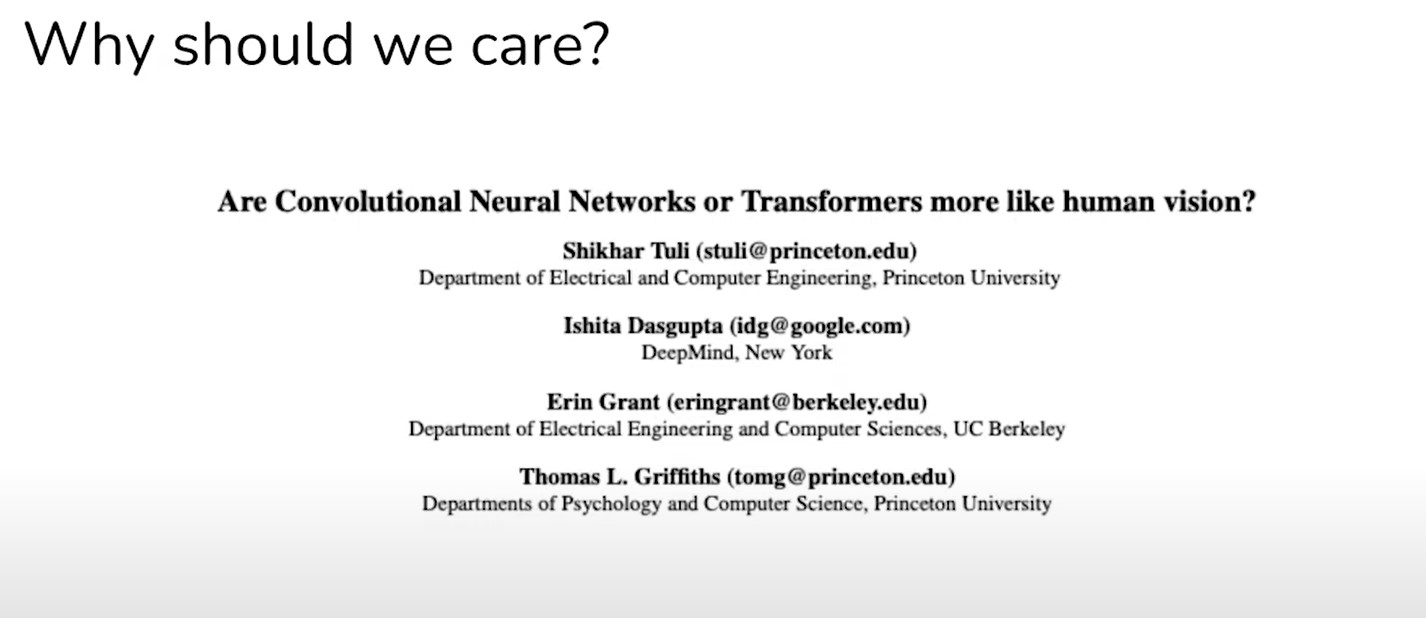 Why should we care?
Are Convolutional Neural Networks or Transformers more like human vision?
Shikhar Tuli (stuli@princeton.edu)
Department of Electrical and Computer Engineering, Princeton University
Ishita Dasgupta (idg@google.com)
DeepMind, New York
Erin Grant (eringrant@berkeley.edu)
Department of Electrical Engineering and Computer Sciences, UC Berkeley
Thomas L. Griffiths (tomg@princeton.edu)
Departments of Psychology and Computer Science, Princeton University